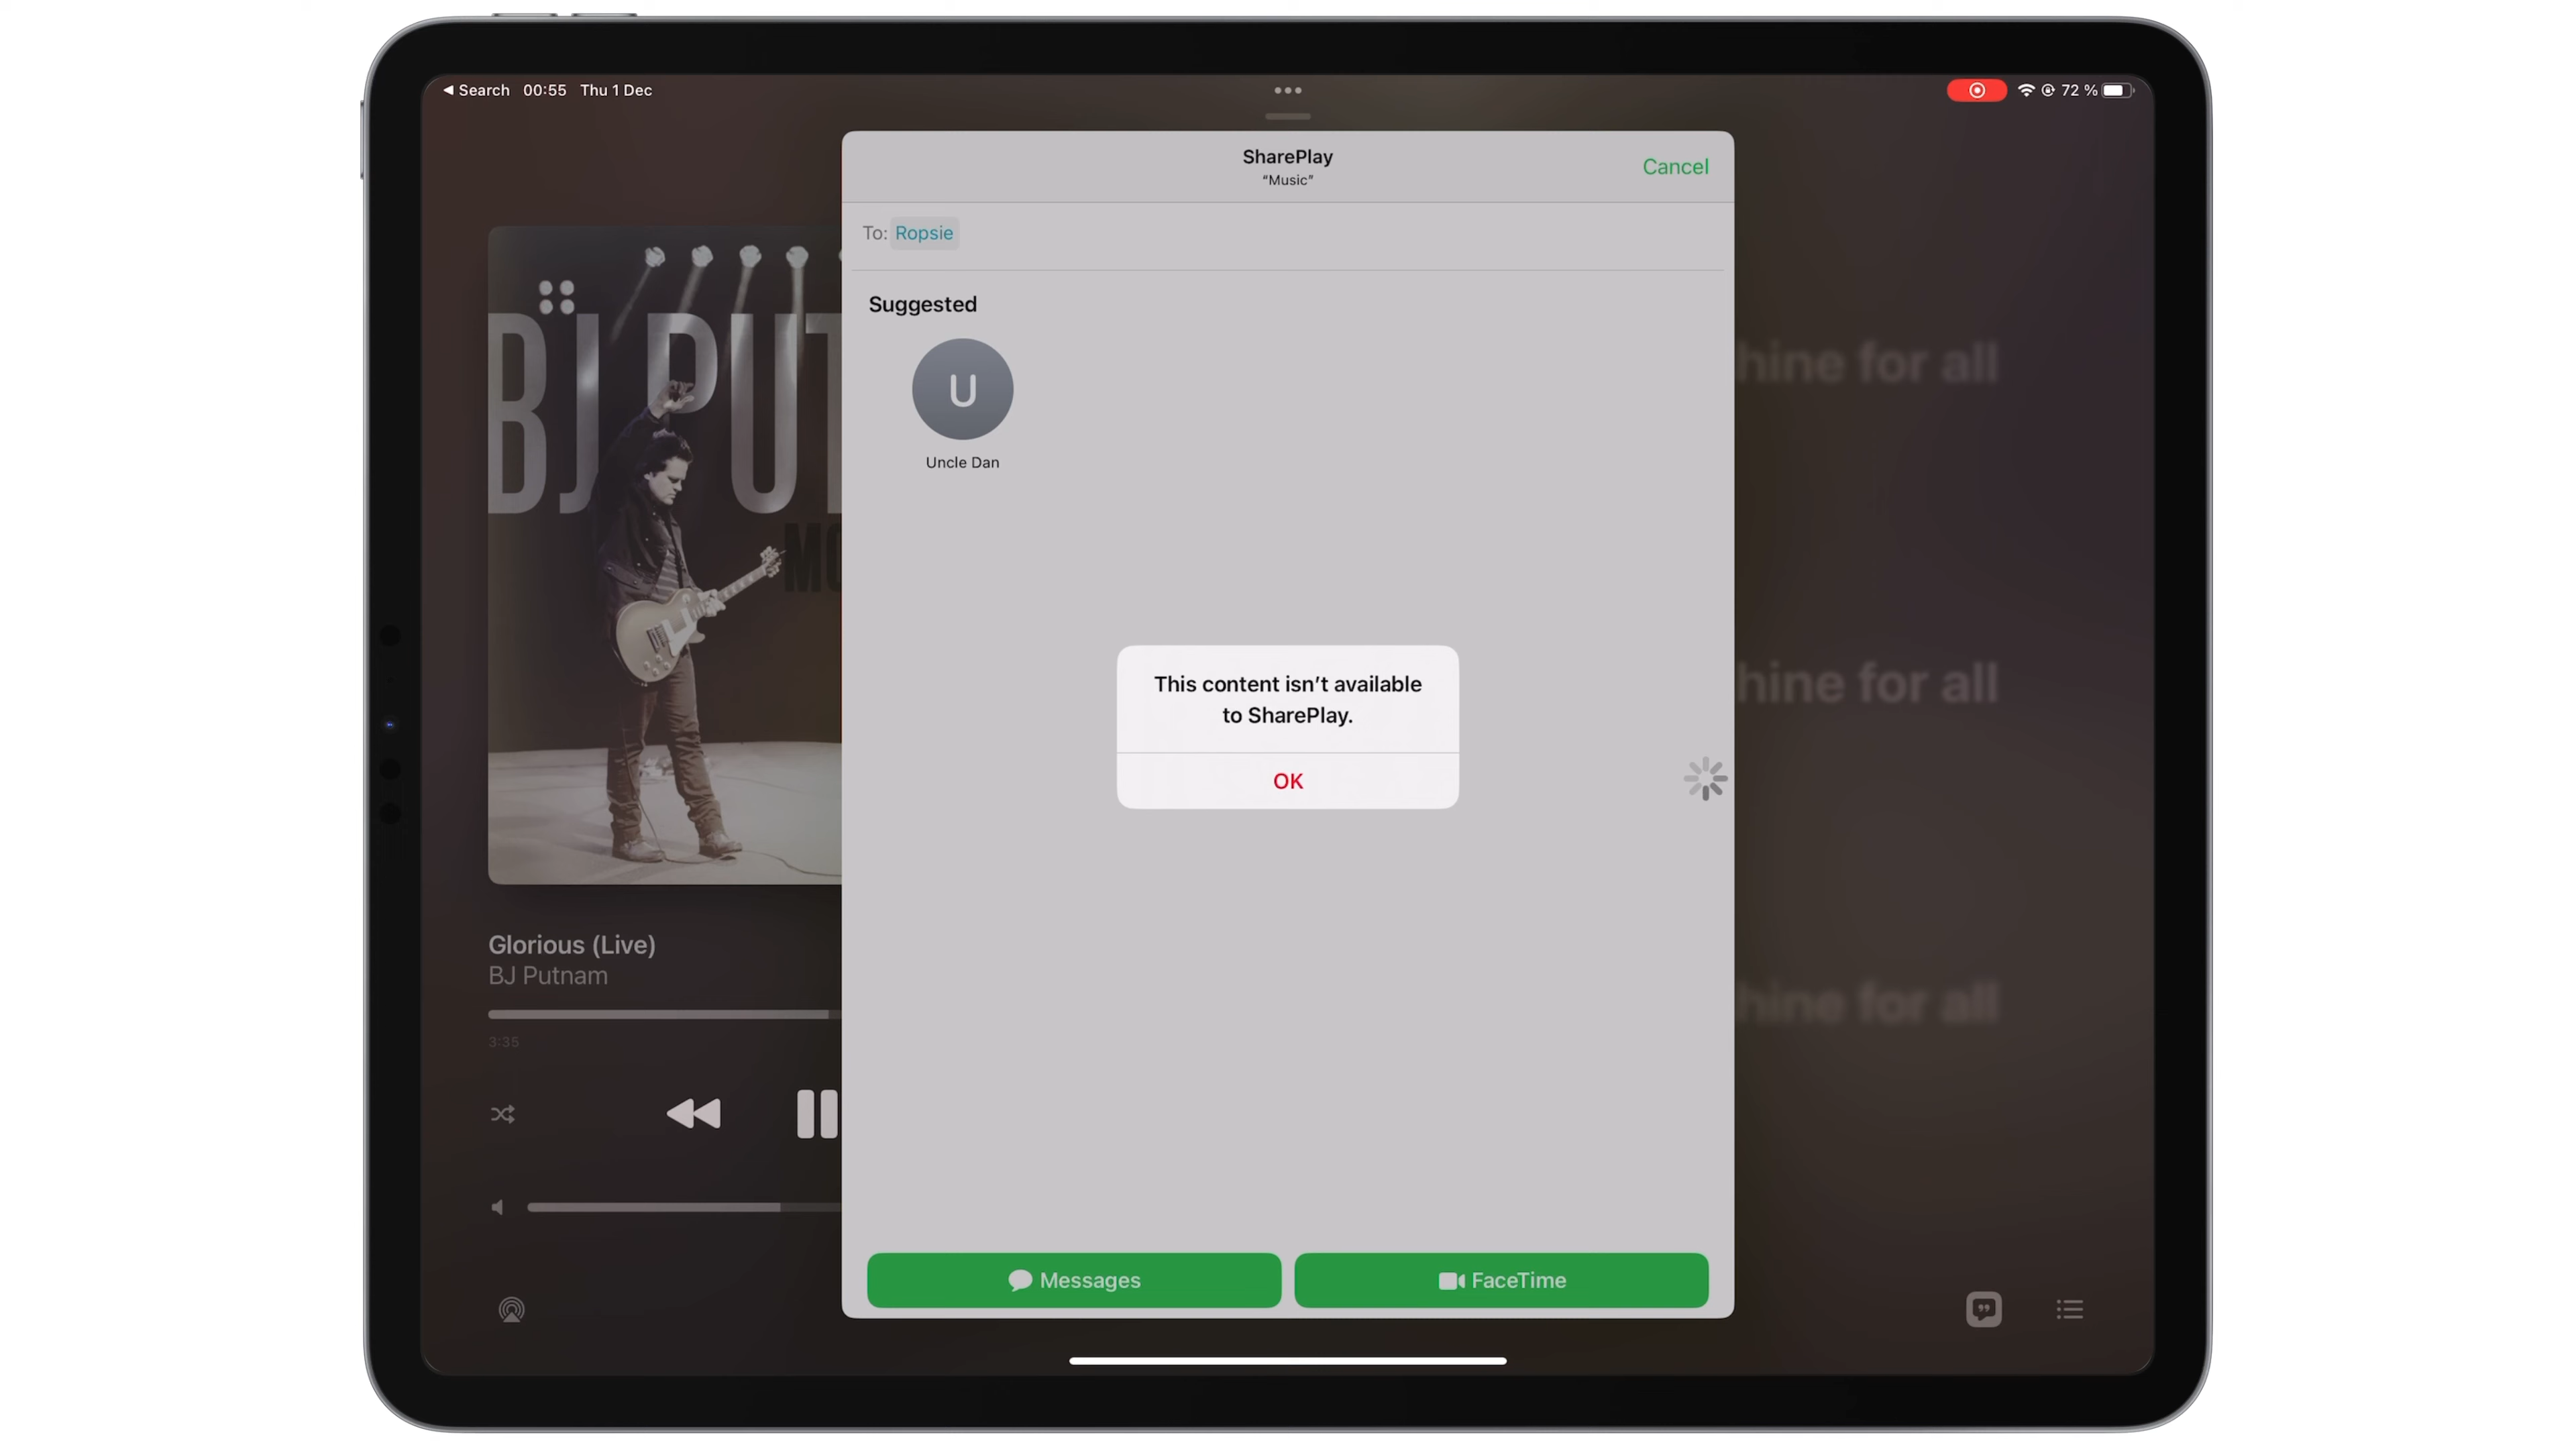 Search 00:55 Thu 1 Dec
72 %
SharePlay
“Music”
Cancel
To: Ropsie
Suggested
U
Uncle Dan
BJ PUT
MO
hine for all
hine for all
hine for all
This content isn’t available
to SharePlay.
OK
Glorious (Live)
BJ Putnam
3:35
Messages
FaceTime